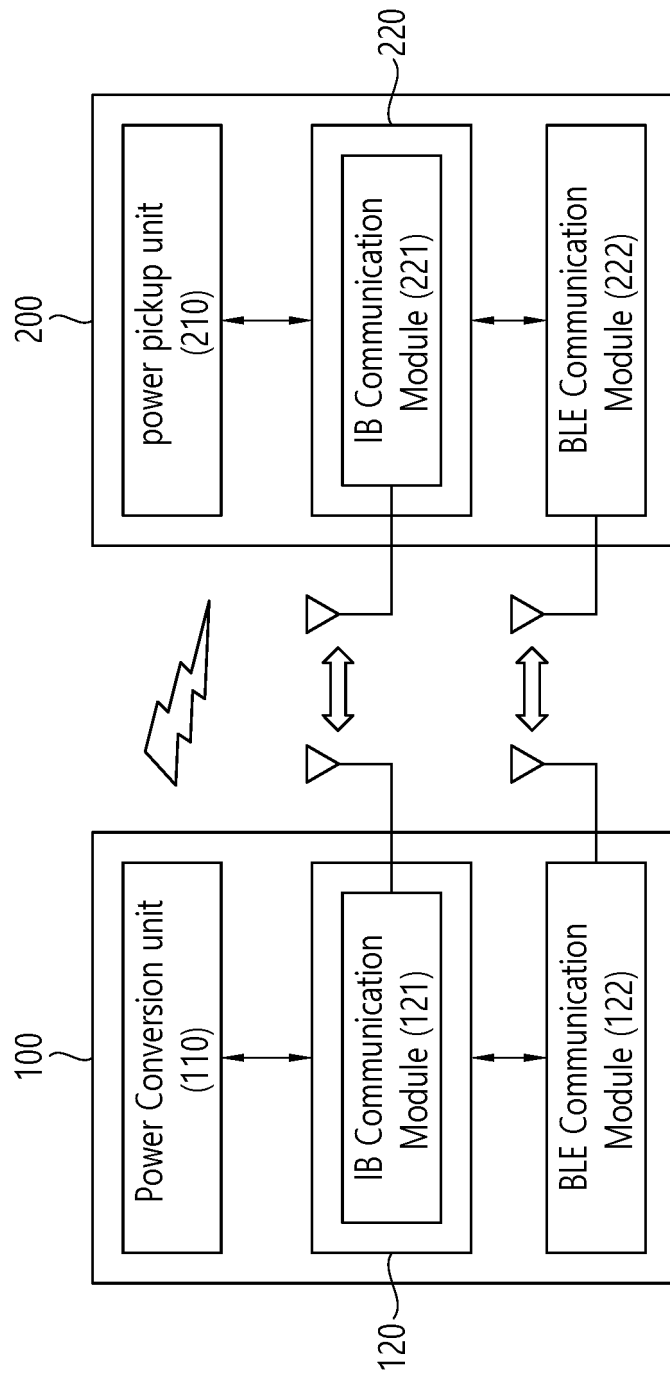 100
Power Conversion unit
(110)
IB Communication
Module (121)
120
BLE Communication
Module (122)
200
power pickup unit
(210)
IB Communication
Module (221)
220
BLE Communication
Module (222)